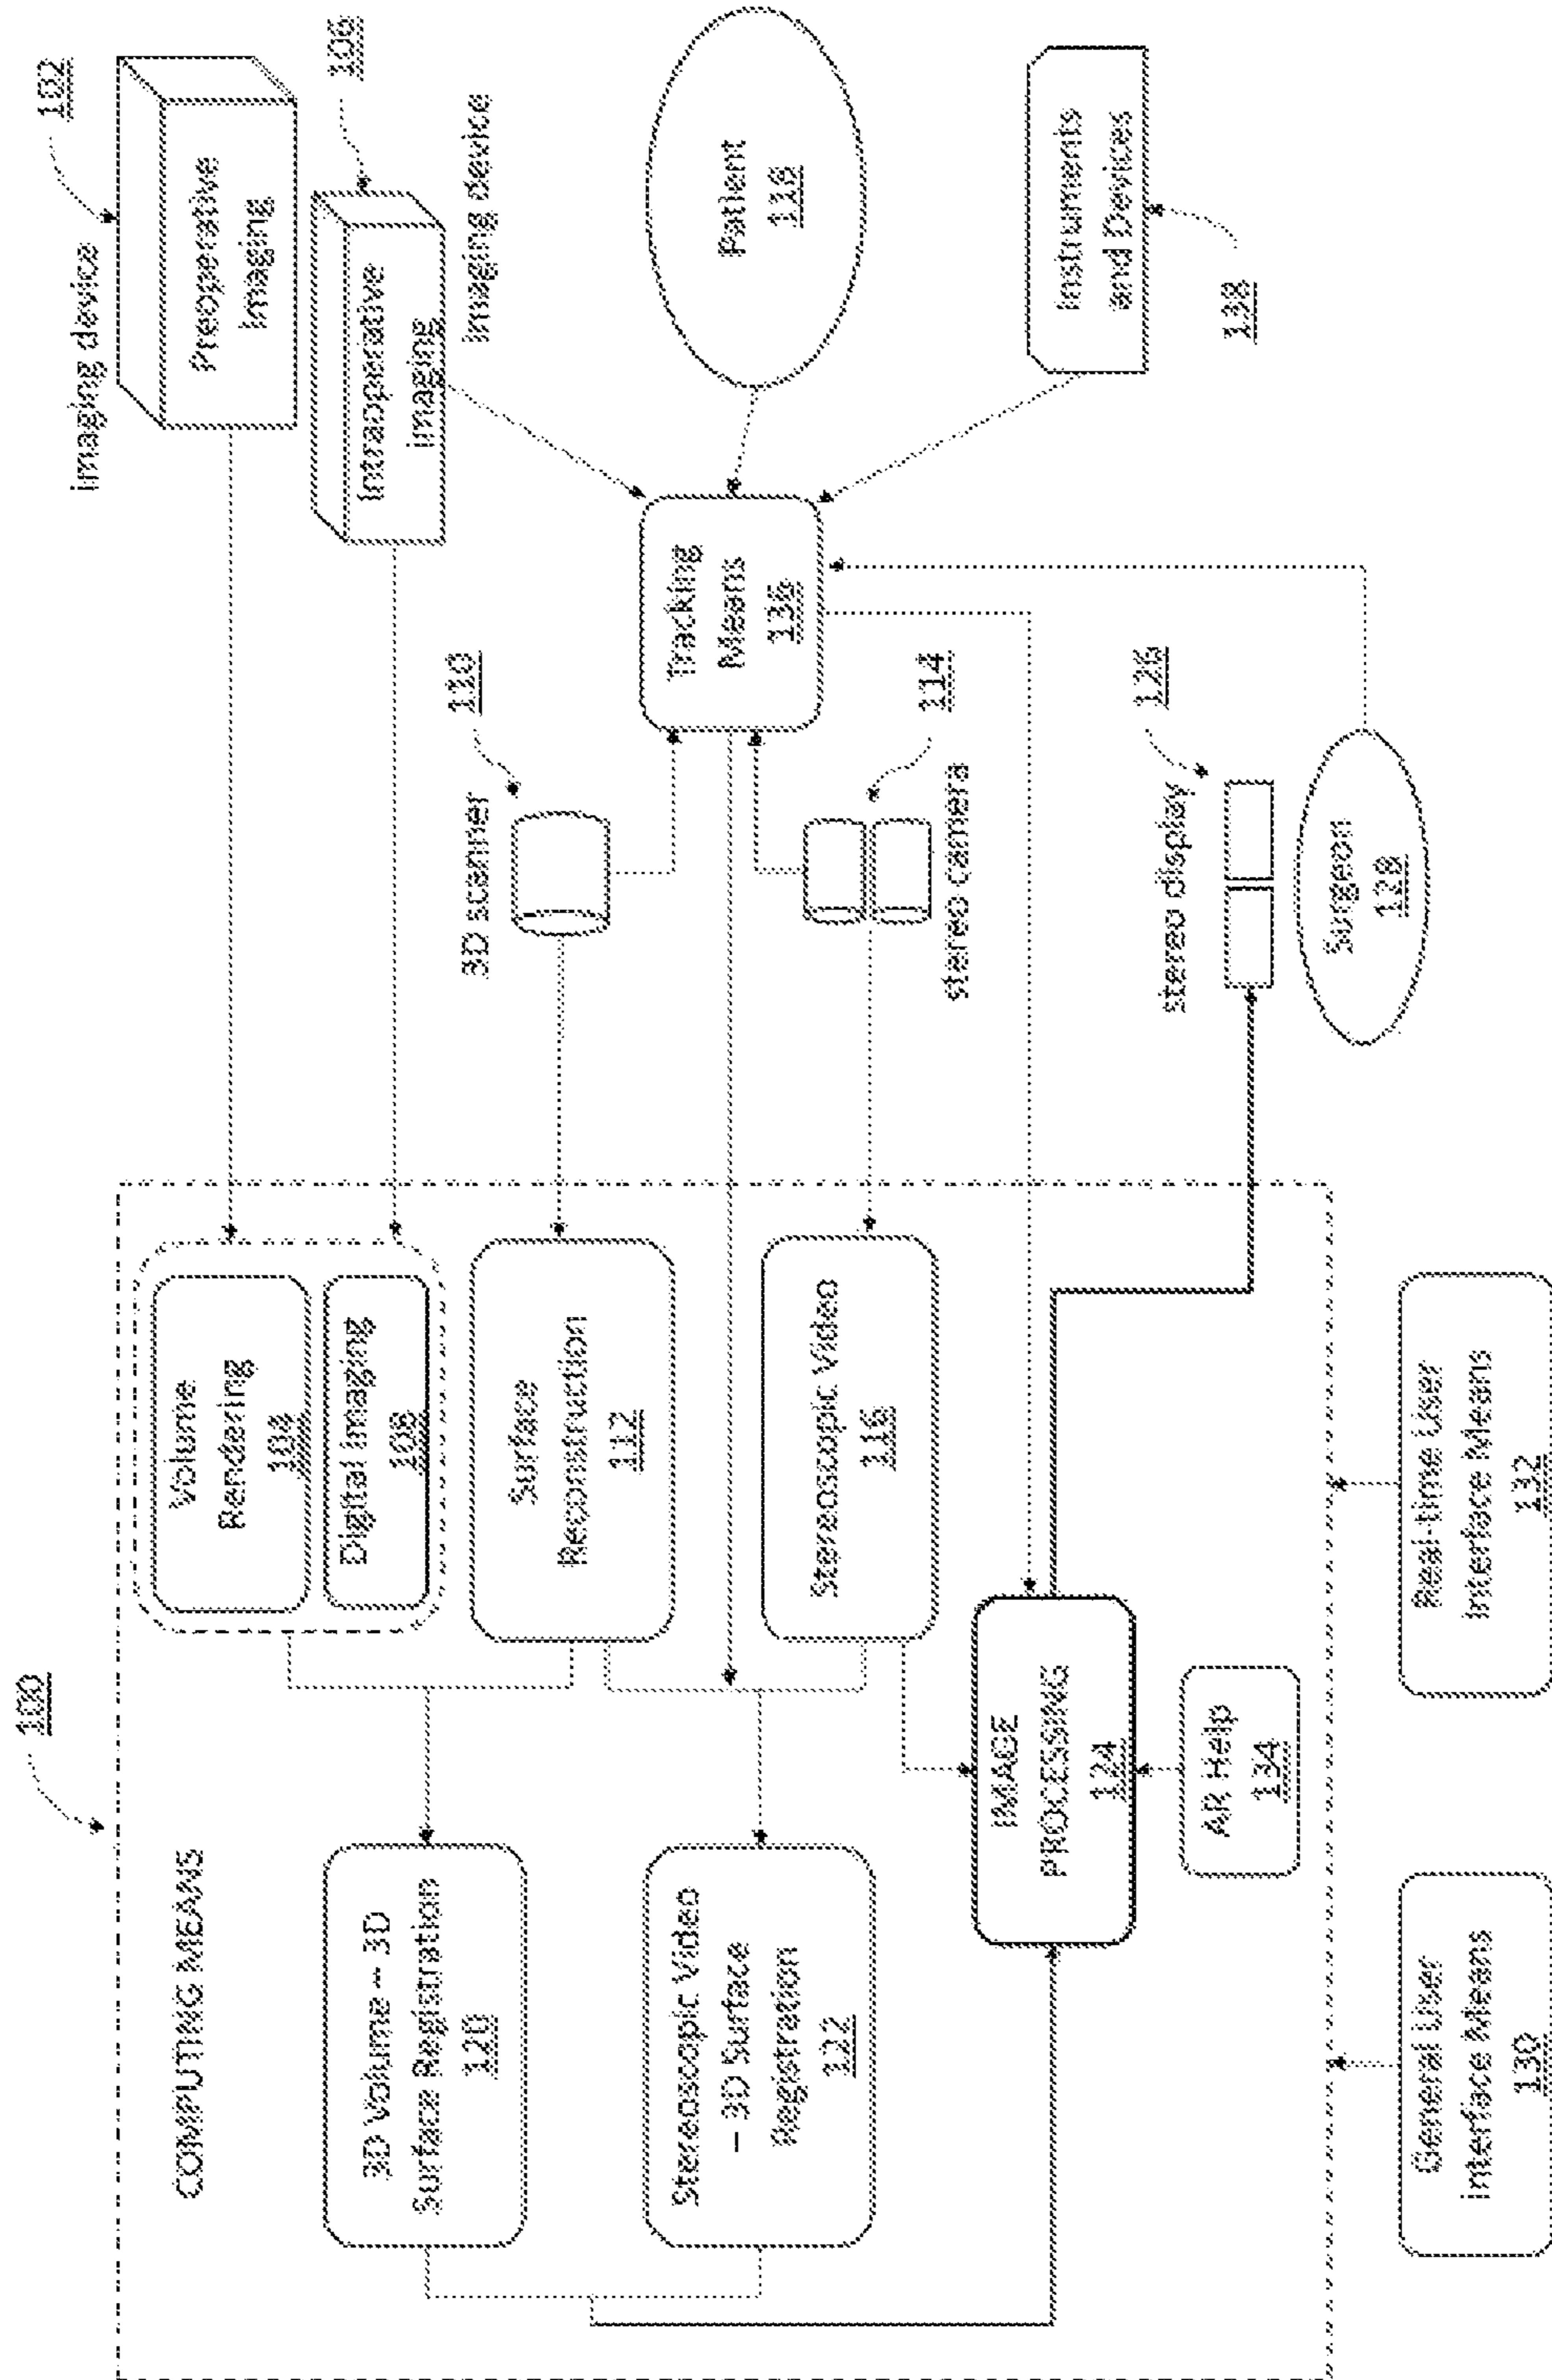 100
COMPUTING MEANS
3D Volume – 3D
Surface Registration
120
Stereoscopic Video
– 3D Surface
Registration
122
Volume
Rendering
104
Digital Imaging
108
Surface
Reconstruction
112
Stereoscopic Video
116
IMAGE
PROCESSING
124
AR Help
134
General User
Interface Means
130
Real-time User
Interface Means
132
imaging device
102
Preoperative
Imaging
106
Intraoperative
imaging
Imaging device
3D scanner
110
Tracking
Means
136
Patient
118
stereo camera
114
Instruments
and Devices
138
stereo display
126
Surgeon
128